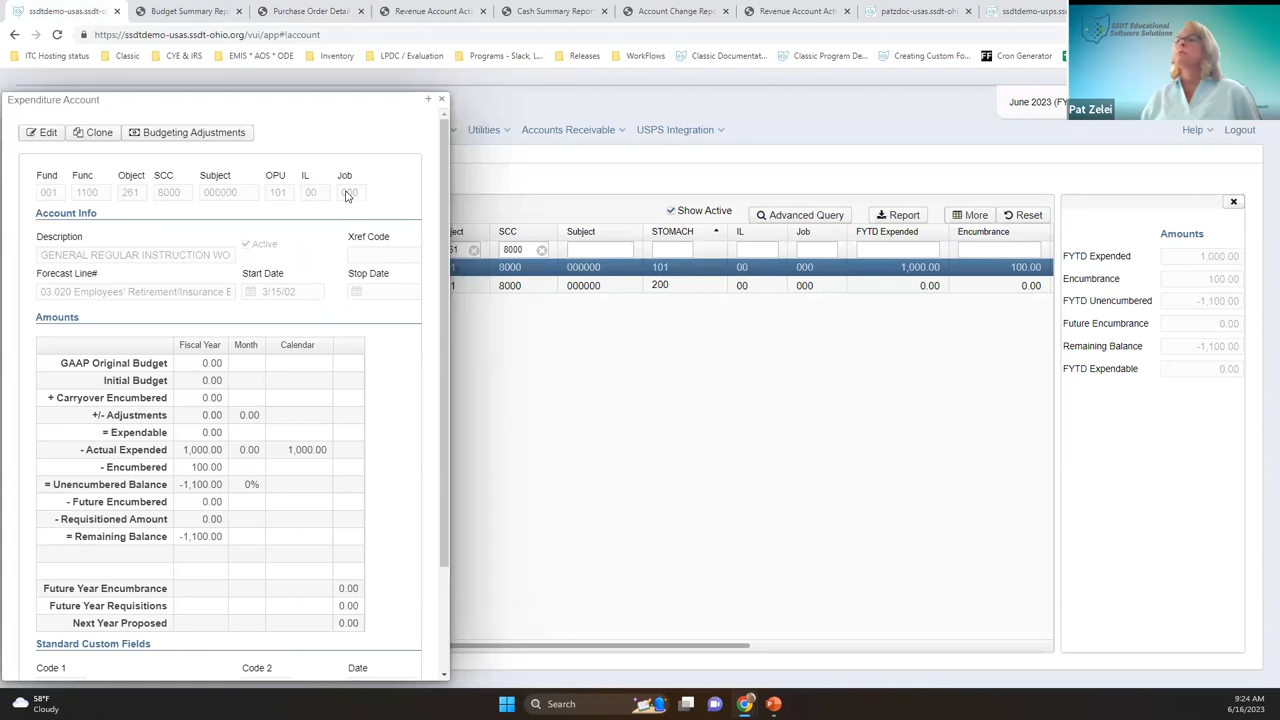 ssdtdemo-usas.ssdt-o
Budget Summary Rep
Purchase Order Detai
Revenue Account Acti
Cash Summary Report
Account Change Rep
Revenue Account Acti
patzdoc-usas.ssdt-oh
ssdtdemo-usps.ssdt
https://ssdtdemo-usas.ssdt-ohio.org/vui/app#!account
ITC Hosting status
Classic
CYE & IRS
EMIS * AOS * ODE
Inventory
LPDC / Evaluation
Programs - Slack, L...
Releases
WorkFlows
Classic Documentat...
Classic Program De...
Creating Custom Fo...
Cron Generator
SSDT Educational
Software Solutions
Pat Zelei
Expenditure Account
June 2023 (FY
Edit
Clone
Budgeting Adjustments
Utilities
Accounts Receivable
USPS Integration
Help
Logout
Fund Func Object SCC Subject OPU IL Job
001 1100 261 8000 000000 101 00 000
Account Info
Description
Active
Xref Code
GENERAL REGULAR INSTRUCTION WO
Forecast Line#
Start Date
Stop Date
03.020 Employees' Retirement/Insurance E
3/15/02
Amounts
Fiscal Year Month Calendar
GAAP Original Budget 0.00
Initial Budget 0.00
+ Carryover Encumbered 0.00
+/- Adjustments 0.00 0.00
= Expendable 0.00
- Actual Expended 1,000.00 0.00 1,000.00
- Encumbered 100.00
= Unencumbered Balance -1,100.00 0%
- Future Encumbered 0.00
- Requisitioned Amount 0.00
= Remaining Balance -1,100.00
Future Year Encumbrance 0.00
Future Year Requisitions 0.00
Next Year Proposed 0.00
Standard Custom Fields
Code 1 Code 2 Date
Show Active
Advanced Query
Report
More
Reset
ject SCC Subject STOMACH IL Job FYTD Expended Encumbrance
61 8000
1 8000 000000 101 00 000 1,000.00 100.00
1 8000 000000 200 00 000 0.00 0.00
Amounts
FYTD Expended 1,000.00
Encumbrance 100.00
FYTD Unencumbered -1,100.00
Future Encumbrance 0.00
Remaining Balance -1,100.00
FYTD Expendable 0.00
58°F
Cloudy
Search
9:24 AM
6/16/2023